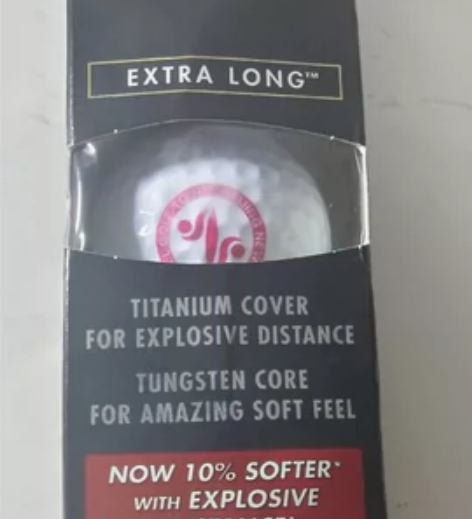 EXTRA LONG™
TITANIUM COVER
FOR EXPLOSIVE DISTANCE
TUNGSTEN CORE
FOR AMAZING SOFT FEEL
NOW 10% SOFTER*
WITH EXPLOSIVE